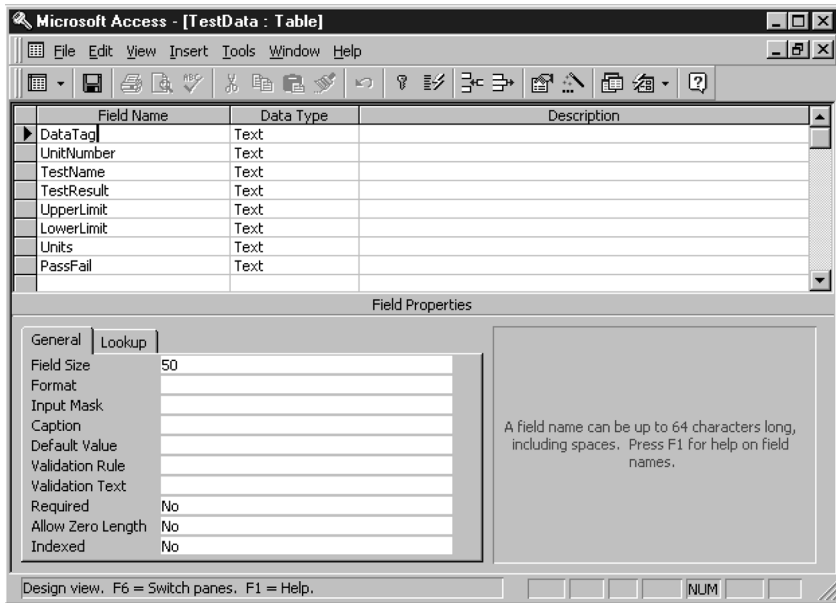 Microsoft Access - [TestData : Table]
File Edit View Insert Tools Window Help
Field Name Data Type Description
DataTag Text
UnitNumber Text
TestName Text
TestResult Text
UpperLimit Text
LowerLimit Text
Units Text
PassFail Text
Field Properties
General Lookup
Field Size 50
Format
Input Mask
Caption
Default Value
Validation Rule
Validation Text
Required No
Allow Zero Length No
Indexed No
A field name can be up to 64 characters long,
including spaces. Press F1 for help on field
names.
Design view. F6 = Switch panes. F1 = Help. NUM